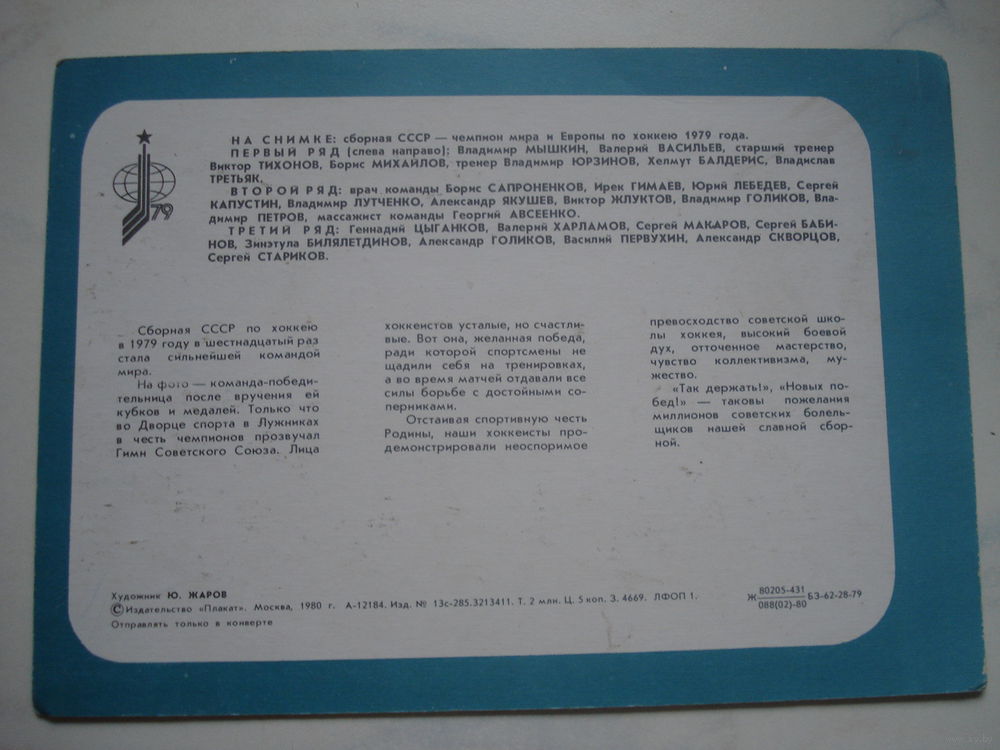 НА СНИМКЕ: сборная СССР — чемпион мира и Европы по хоккею 1979 года.
ПЕРВЫЙ РЯД (слева направо): Владимир МЫШКИН, Валерий ВАСИЛЬЕВ, старший тренер
Виктор ТИХОНОВ, Борис МИХАЙЛОВ, тренер Владимир ЮРЗИНОВ, Хелмут БАЛДЕРИС, Владислав
ТРЕТЬЯК.
ВТОРОЙ РЯД: врач команды Борис САПРОНЕНКОВ, Ирек ГИМАЕВ, Юрий ЛЕБЕДЕВ, Сергей
КАПУСТИН, Владимир ЛУТЧЕНКО, Александр ЯКУШЕВ, Виктор ЖЛУКТОВ, Владимир ГОЛИКОВ, Вла-
димир ПЕТРОВ, массажист команды Георгий АВСЕЕНКО.
ТРЕТИЙ РЯД: Геннадий ЦЫГАНКОВ, Валерий ХАРЛАМОВ, Сергей МАКАРОВ, Сергей БАБИ-
НОВ, Зинэтула БИЛЯЛЕТДИНОВ, Александр ГОЛИКОВ, Василий ПЕРВУХИН, Александр СКВОРЦОВ,
Сергей СТАРИКОВ.
79
Сборная СССР по хоккею
в 1979 году в шестнадцатый раз
стала сильнейшей командой
мира.
На фото — команда-победи-
тельница после вручения ей
кубков и медалей. Только что
во Дворце спорта в Лужниках
в честь чемпионов прозвучал
Гимн Советского Союза. Лица
хоккеистов усталые, но счастли-
вые. Вот она, желанная победа,
ради которой спортсмены не
щадили себя на тренировках,
а во время матчей отдавали все
силы борьбе с достойными со-
перниками.
Отстаивая спортивную честь
Родины, наши хоккеисты про-
демонстрировали неоспоримое
превосходство советской шко-
лы хоккея, высокий боевой
дух, отточенное мастерство,
чувство коллективизма, му-
жество.
«Так держать!», «Новых по-
бед!» — таковы пожелания
миллионов советских болель-
щиков нашей славной сбор-
ной.
Художник Ю. ЖАРОВ
© Издательство «Плакат». Москва, 1980 г. А-12184. Изд. № 13с-285.3213411. Т. 2 млн. Ц. 5 коп. З. 4669. ЛФОП 1.
Отправлять только в конверте
Ж 80205-431 БЗ-62-28-79
088(02)-80
www.ay.by